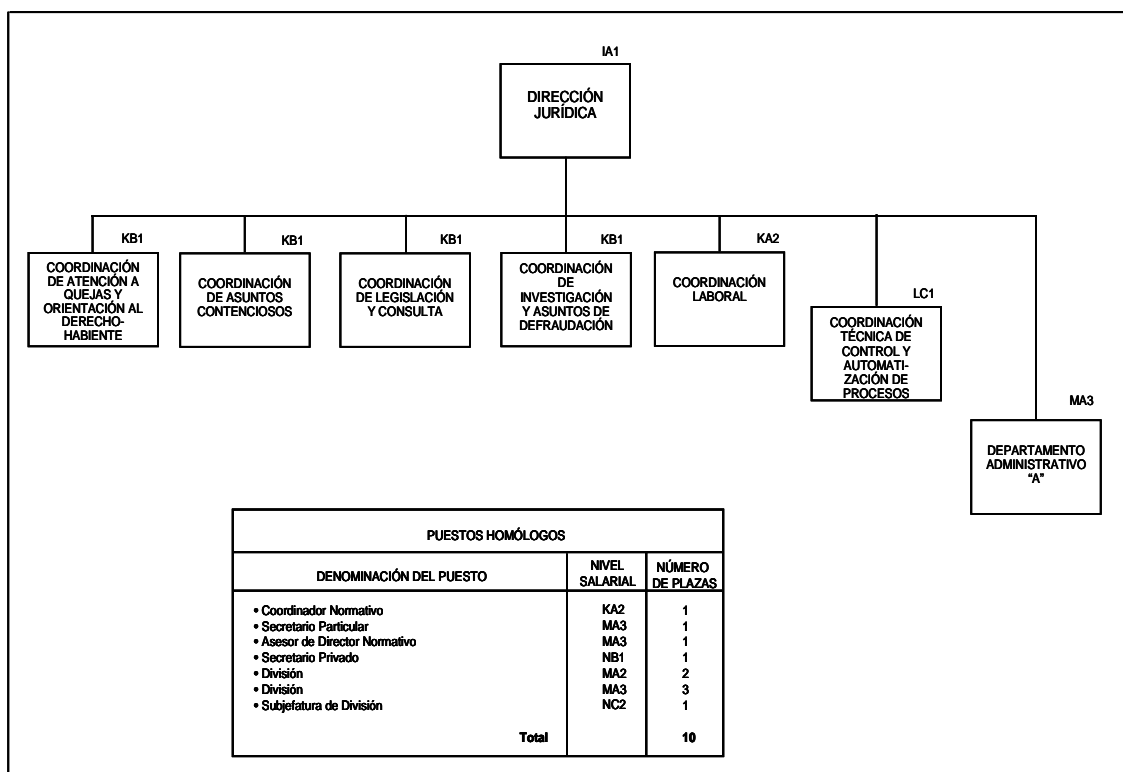 IA1
DIRECCIÓN
JURÍDICA
KB1
COORDINACIÓN
DE ATENCIÓN A
QUEJAS Y
ORIENTACIÓN AL
DERECHO-
HABIENTE
KB1
COORDINACIÓN
DE ASUNTOS
CONTENCIOSOS
KB1
COORDINACIÓN
DE LEGISLACIÓN
Y CONSULTA
KB1
COORDINACIÓN
DE
INVESTIGACIÓN
Y ASUNTOS DE
DEFRAUDACIÓN
KA2
COORDINACIÓN
LABORAL
LC1
COORDINACIÓN
TÉCNICA DE
CONTROL Y
AUTOMATI-
ZACIÓN DE
PROCESOS
MA3
DEPARTAMENTO
ADMINISTRATIVO
“A”
PUESTOS HOMÓLOGOS
DENOMINACIÓN DEL PUESTO
NIVEL
SALARIAL
NÚMERO
DE PLAZAS
• Coordinador Normativo KA2 1
• Secretario Particular MA3 1
• Asesor de Director Normativo MA3 1
• Secretario Privado NB1 1
• División MA2 2
• División MA3 3
• Subjefatura de División NC2 1
Total 10